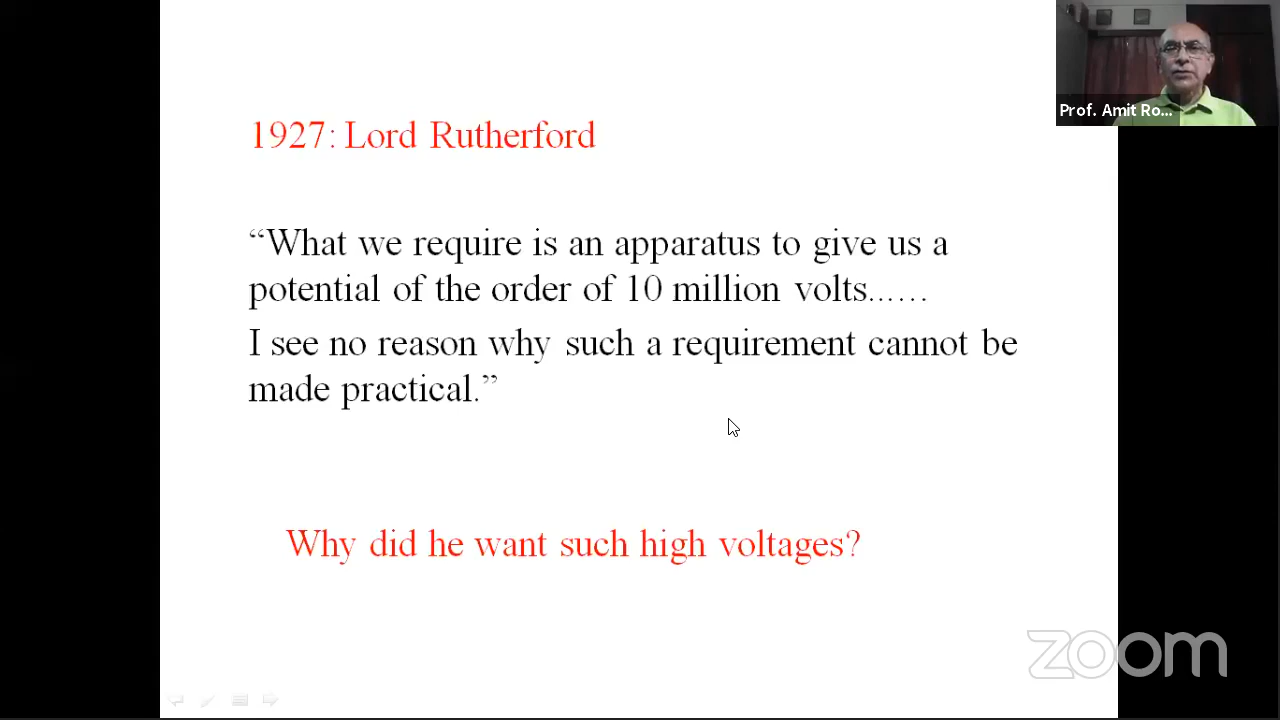 1927: Lord Rutherford
“What we require is an apparatus to give us a
potential of the order of 10 million volts......
I see no reason why such a requirement cannot be
made practical.”
Why did he want such high voltages?
Prof. Amit Ro...
zoom